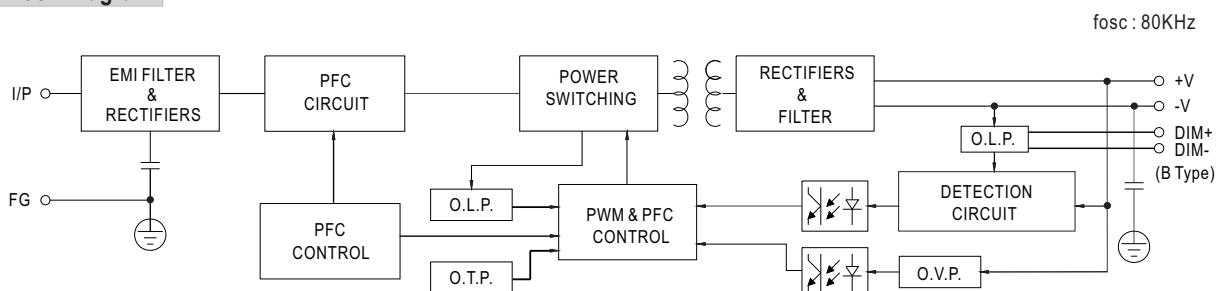 fosc : 80KHz
I/P
EMI FILTER
&
RECTIFIERS
PFC
CIRCUIT
POWER
SWITCHING
RECTIFIERS
&
FILTER
+V
-V
DIM+
DIM-
(B Type)
O.L.P.
FG
O.L.P.
DETECTION
CIRCUIT
PFC
CONTROL
PWM & PFC
CONTROL
O.T.P.
O.V.P.